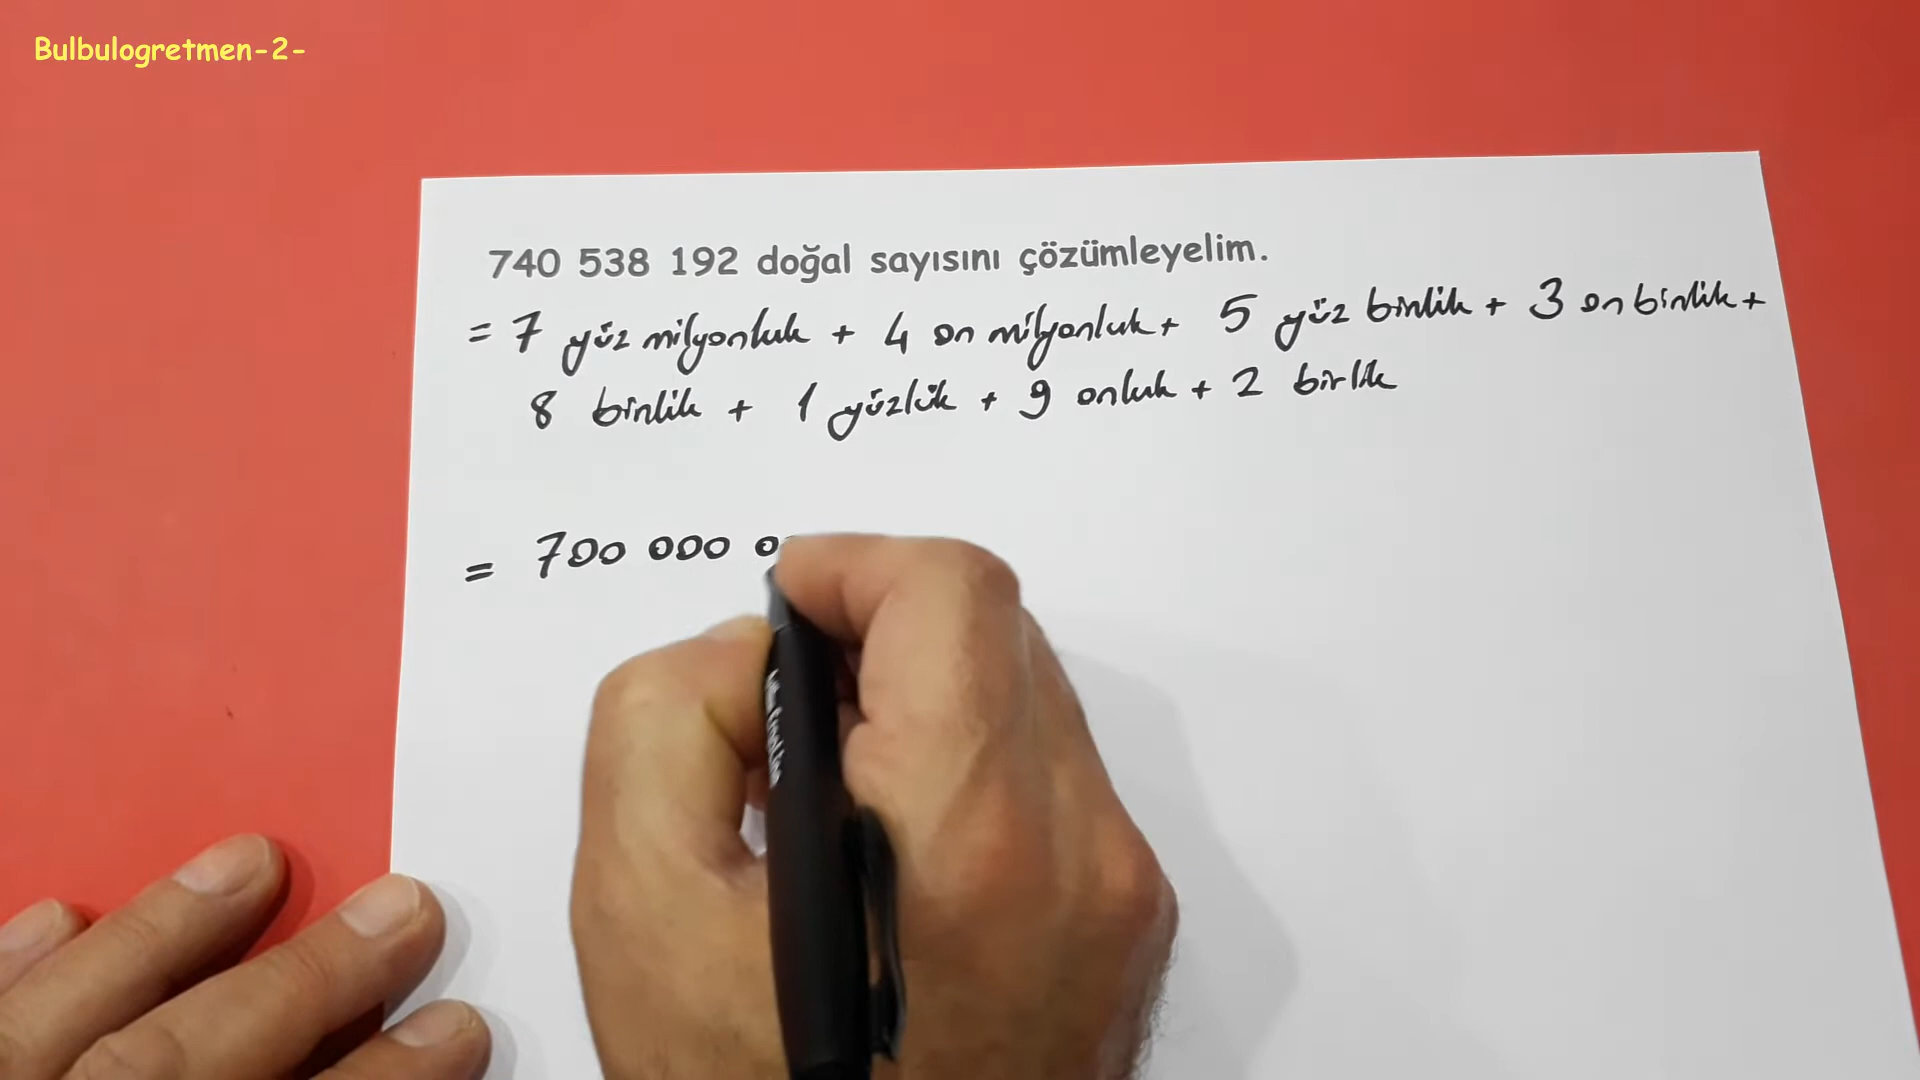 Bulbulogretmen-2-
740 538 192 doğal sayısını çözümleyelim.
= 7 yüz milyonluk + 4 on milyonluk + 5 yüz binlik + 3 on binlik +
8 binlik + 1 yüzlük + 9 onluk + 2 birlik
= 700 000 0